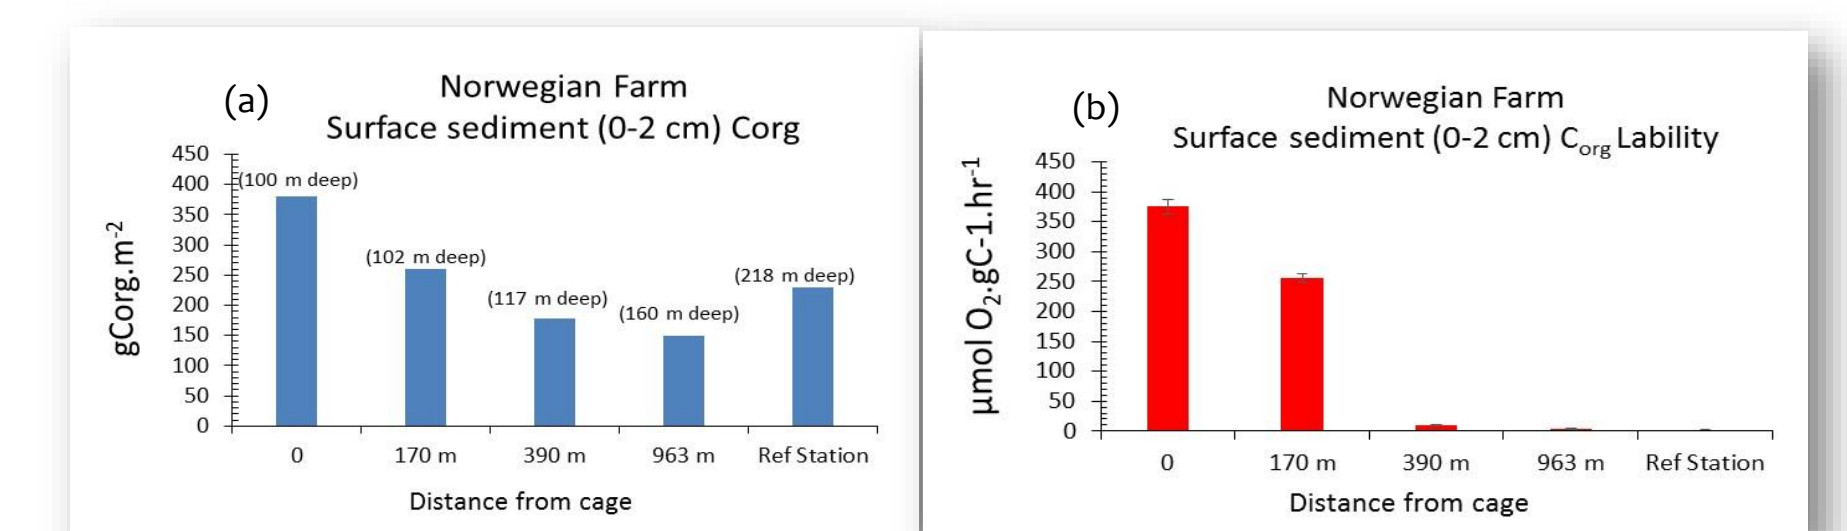 (a)
Norwegian Farm
Surface sediment (0-2 cm) Corg
gCorg.m-2
450
400
350
300
250
200
150
100
50
0
(100 m deep)
(102 m deep)
(117 m deep)
(160 m deep)
(218 m deep)
0 170 m 390 m 963 m Ref Station
Distance from cage
(b)
Norwegian Farm
Surface sediment (0-2 cm) Corg Lability
µmol O2.gC-1.hr-1
450
400
350
300
250
200
150
100
50
0
0 170 m 390 m 963 m Ref Station
Distance from cage